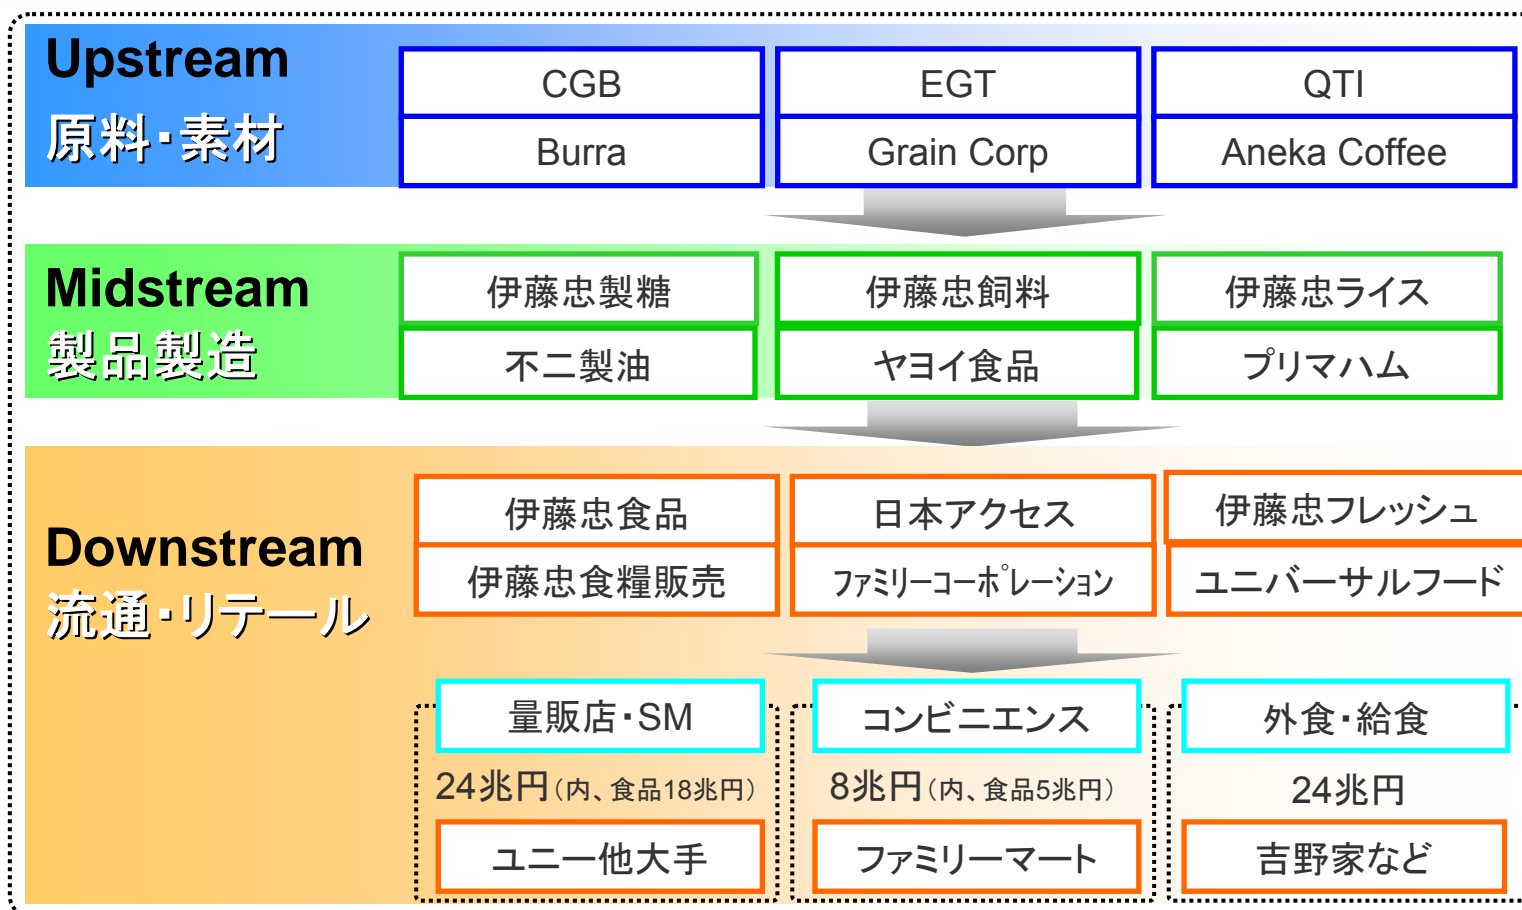 Upstream
原料・素材
CGB
EGT
QTI
Burra
Grain Corp
Aneka Coffee
Midstream
製品製造
伊藤忠製糖
伊藤忠飼料
伊藤忠ライス
不二製油
ヤヨイ食品
プリマハム
Downstream
流通・リテール
伊藤忠食品
日本アクセス
伊藤忠フレッシュ
伊藤忠食糧販売
ファミリーコーポレーション
ユニバーサルフード
量販店・SM
コンビニエンス
外食・給食
24兆円(内、食品18兆円)
8兆円(内、食品5兆円)
24兆円
ユニー他大手
ファミリーマート
吉野家など